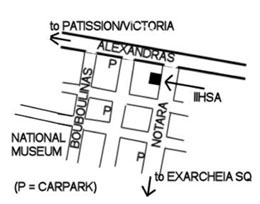 to PATISSION/VICTORIA
ALEXANDRAS
P
BOUBOULINAS
IIHSA
P
NOTARA
NATIONAL
MUSEUM
P
to EXARCHEIA SQ
(P = CARPARK)